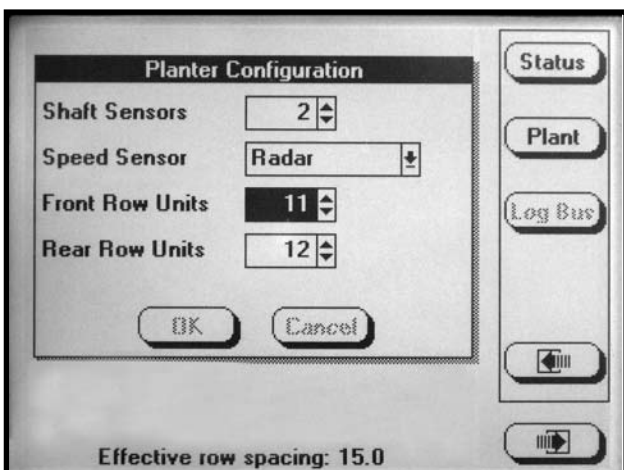 Planter Configuration
Shaft Sensors 2
Speed Sensor Radar
Front Row Units 11
Rear Row Units 12
OK Cancel
Status
Plant
Log Bus
Effective row spacing: 15.0